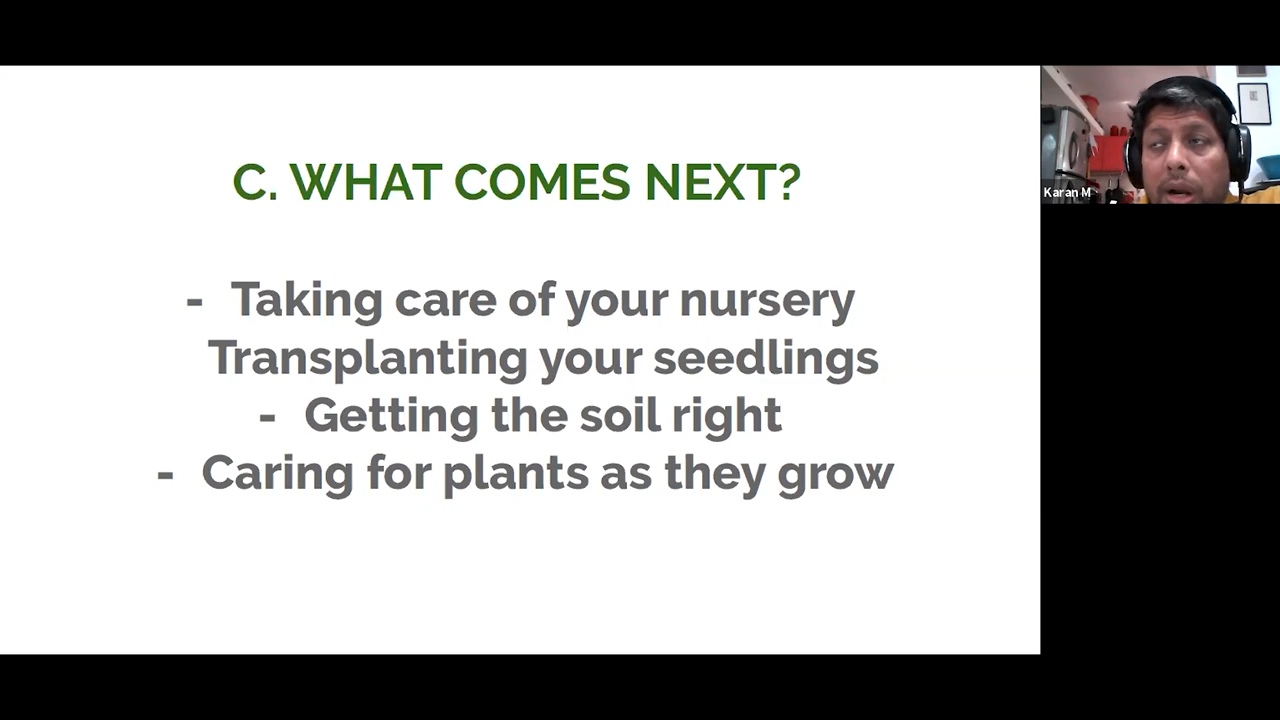 C. WHAT COMES NEXT?
- Taking care of your nursery
Transplanting your seedlings
- Getting the soil right
- Caring for plants as they grow
Karan M